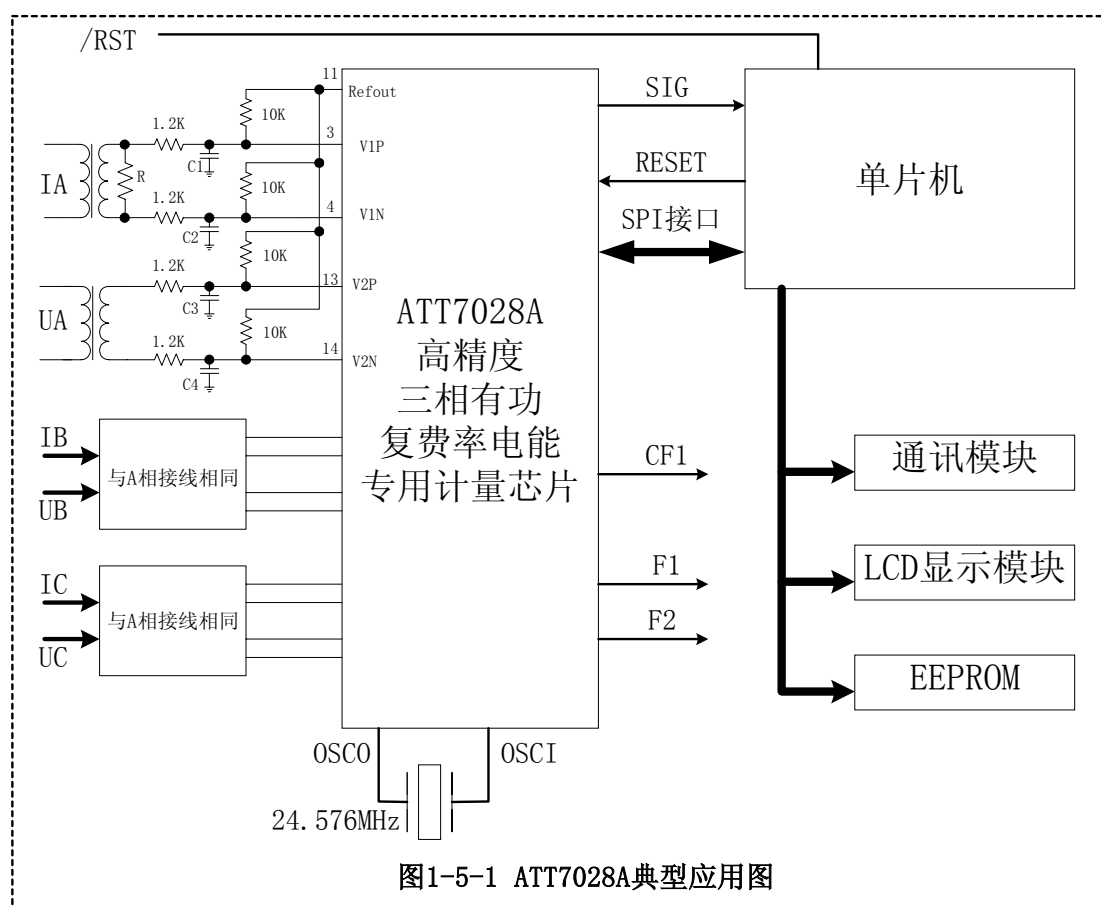 /RST
11
Refout
10K
1.2K
3
V1P
C1
IA
R
10K
1.2K
4
V1N
C2
10K
1.2K
13
V2P
C3
UA
10K
1.2K
14
V2N
C4
IB
UB
与A相接线相同
IC
UC
与A相接线相同
ATT7028A
高精度
三相有功
复费率电能
专用计量芯片
SIG
RESET
SPI接口
单片机
CF1
F1
F2
通讯模块
LCD显示模块
EEPROM
OSCO
OSCI
24.576MHz
图1-5-1 ATT7028A典型应用图